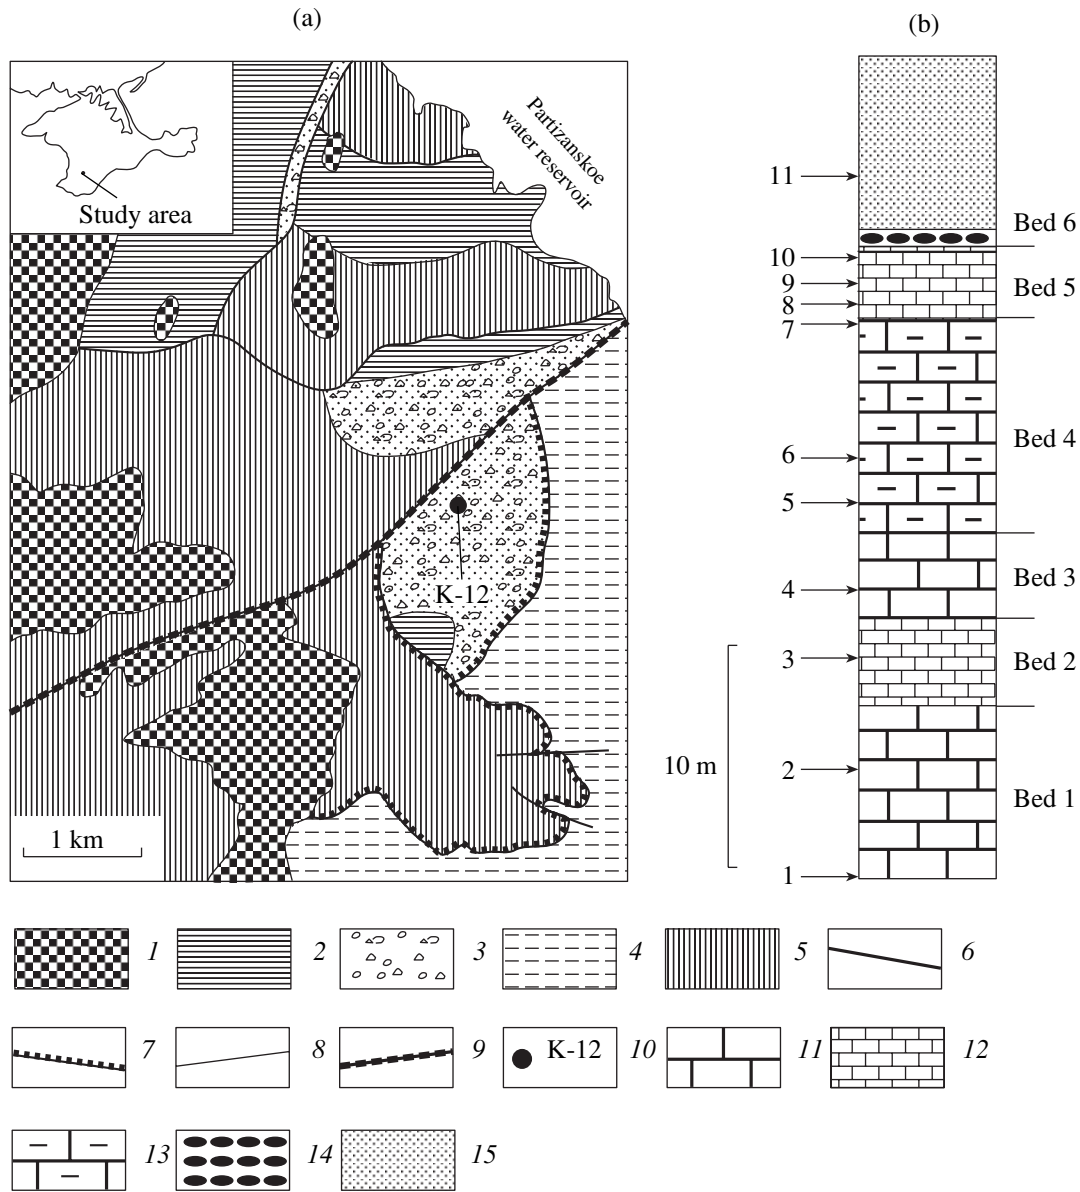 (a)
(b)
Partizanskoe
water reservoir
Study area
K-12
1 km
11
Bed 6
10
9
Bed 5
8
7
Bed 4
6
5
Bed 3
4
Bed 2
3
10 m
2
Bed 1
1
1
2
3
4
5
6
7
8
9
K-12
10
11
12
13
14
15